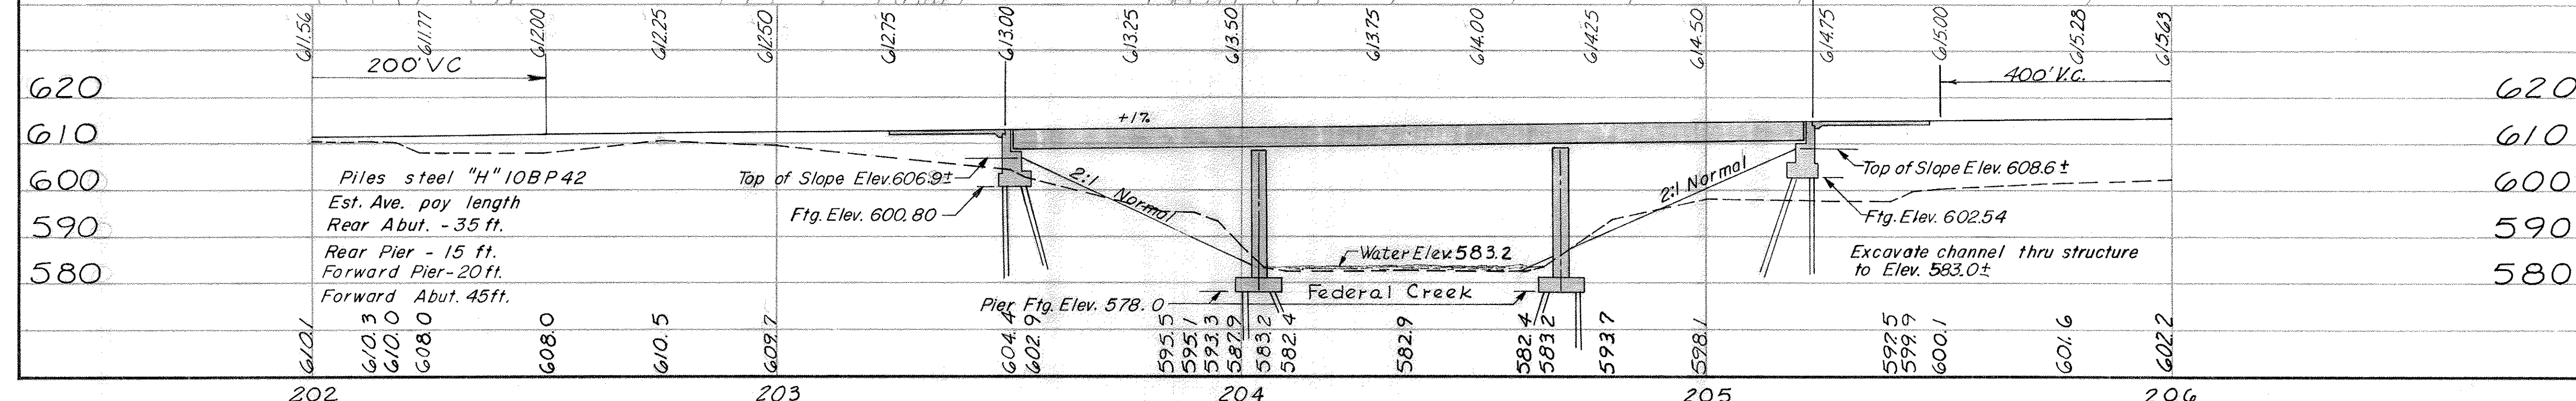 611.56 611.77 612.00 612.25 612.50 612.75 613.00 613.25 613.50 613.75 614.00 614.25 614.50 614.75 615.00 615.28 615.63
200' VC
400' V.C.
620
620
+1%
610
610
Piles steel "H" 10BP42
Top of Slope Elev. 606.9±
2:1 Normal
2:1 Normal
Top of Slope Elev. 608.6±
600
600
Est. Ave. pay length
Rear Abut. - 35 ft.
Ftg. Elev. 600.80
Ftg. Elev. 602.54
590
590
Rear Pier - 15 ft.
Water Elev. 583.2
Excavate channel thru structure
to Elev. 583.0±
Forward Pier - 20 ft.
580
580
Forward Abut. 45 ft.
Pier Ftg. Elev. 578.0
Federal Creek
610.1 610.3 610.0 608.0 608.0 610.5 609.7 604.4 602.9 595.5 595.1 593.3 587.9 583.2 582.4 582.9 582.4 583.2 593.7 598.1 597.5 599.9 600.1 601.6 602.2
202 203 204 205 206